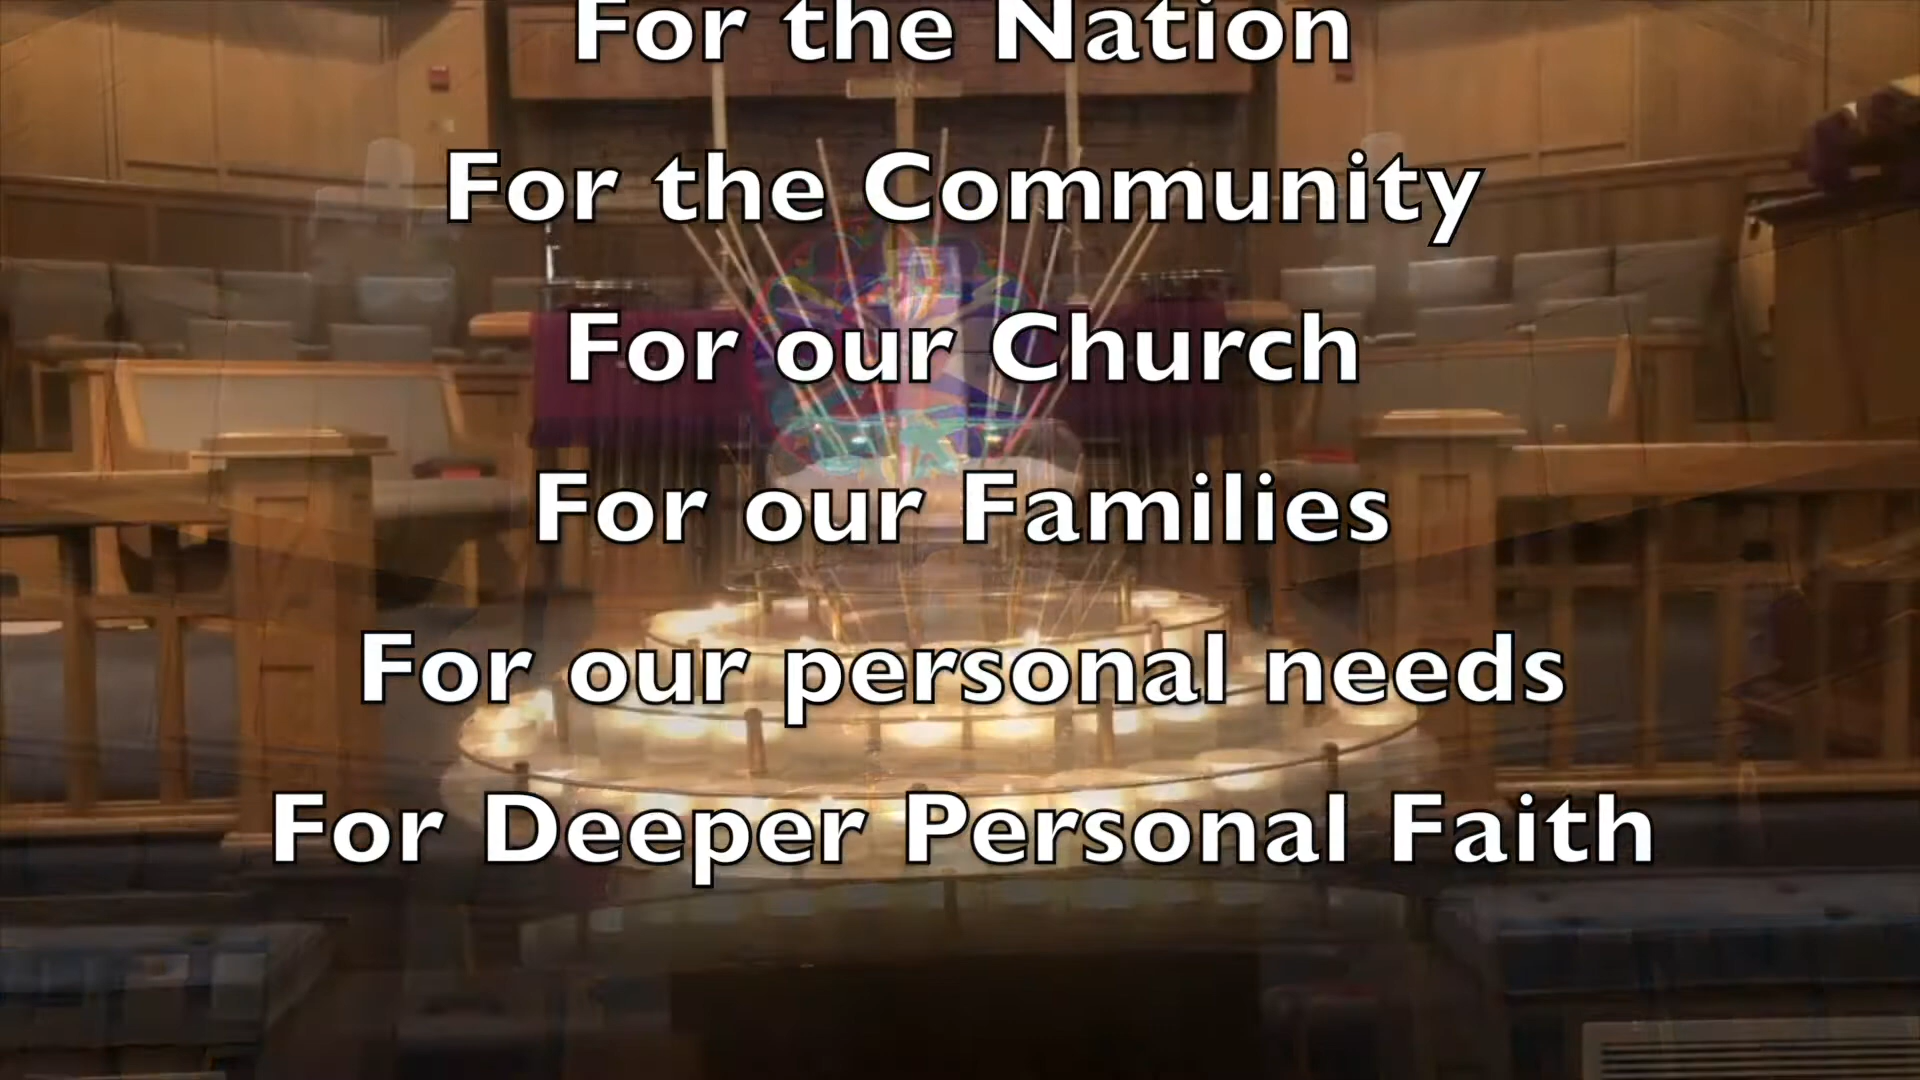 For the Nation
For the Community
For our Church
For our Families
For our personal needs
For Deeper Personal Faith